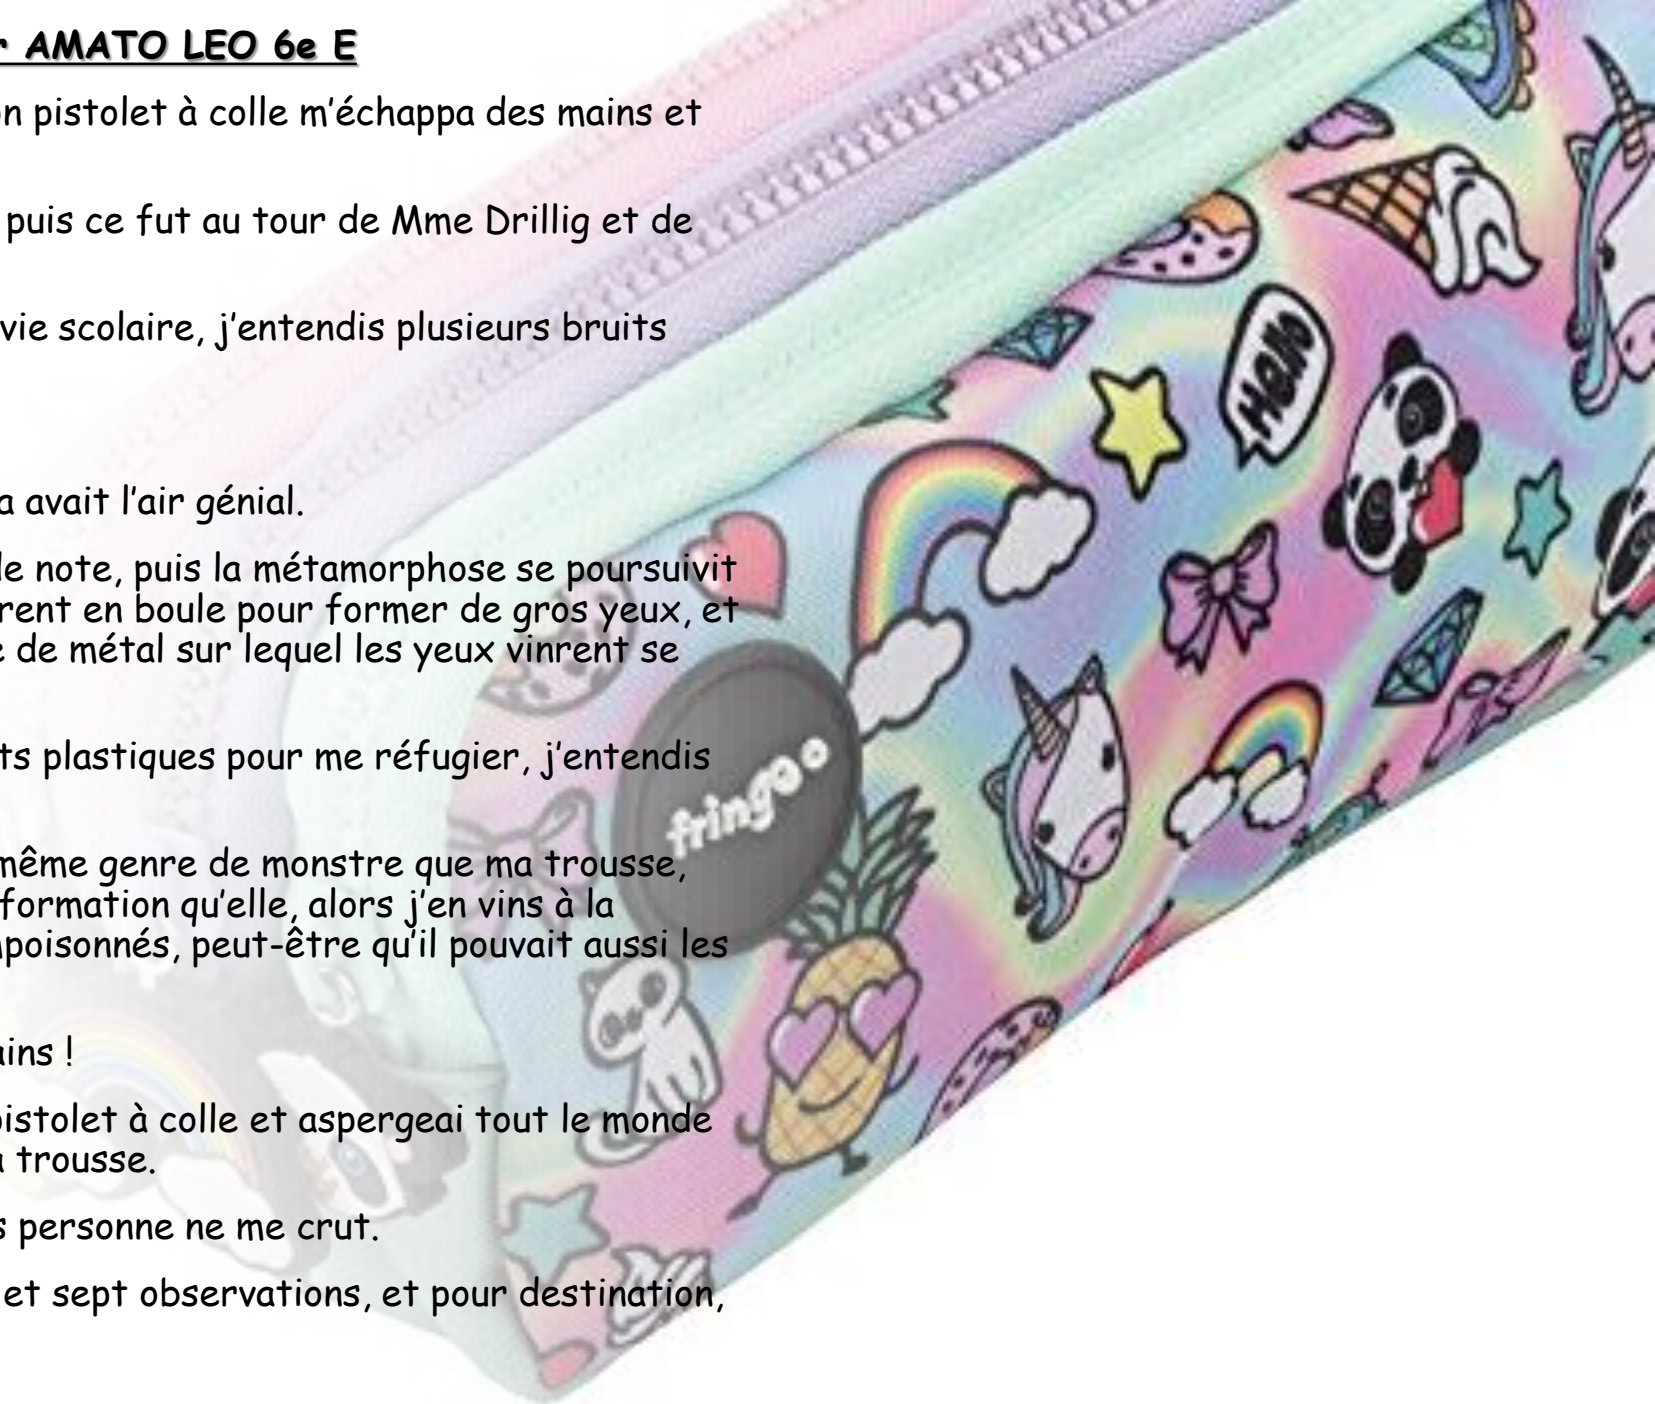 r AMATO LEO 6e E
n pistolet à colle m’échappa des mains et
puis ce fut au tour de Mme Drillig et de
vie scolaire, j’entendis plusieurs bruits
a avait l’air génial.
de note, puis la métamorphose se poursuivit
rent en boule pour former de gros yeux, et
e de métal sur lequel les yeux vinrent se
ts plastiques pour me réfugier, j’entendis
même genre de monstre que ma trousse,
formation qu’elle, alors j’en vins à la
poisonnés, peut-être qu’il pouvait aussi les
ains !
pistolet à colle et aspergeai tout le monde
a trousse.
s personne ne me crut.
et sept observations, et pour destination,
Hello
fringoo